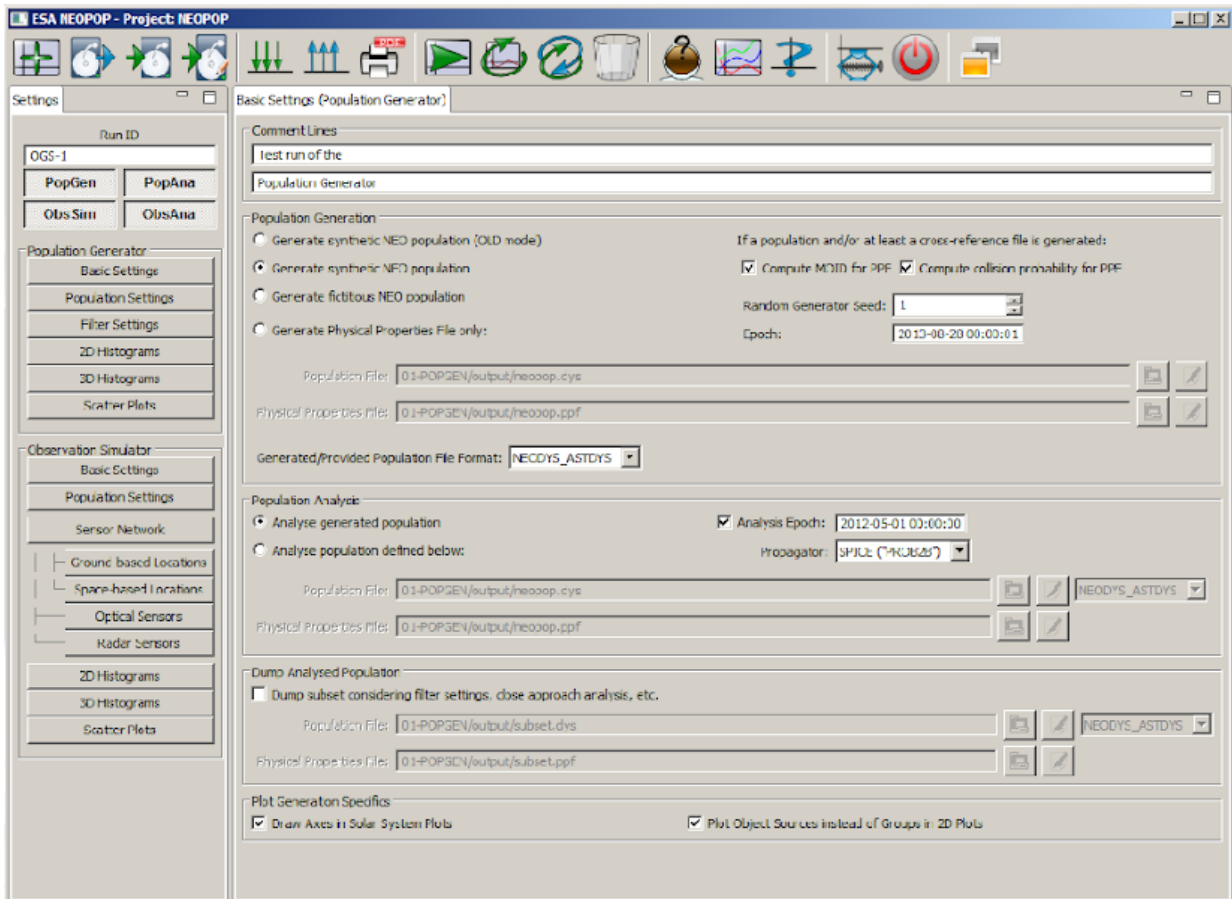 ESA NEOPOP - Project: NEOPOP
Settings
Run ID
OGS-1
PopGen PopAna
ObsSim ObsAna
Population Generator
Basic Settings
Population Settings
Filter Settings
2D Histograms
3D Histograms
Scatter Plots
Observation Simulator
Basic Settings
Population Settings
Sensor Network
Ground-based Locations
Space-based Locations
Optical Sensors
Radar Sensors
2D Histograms
3D Histograms
Scatter Plots
Basic Settings (Population Generator)
Comment Lines
Test run of the
Population Generator
Population Generation
Generate synthetic NEO population (OLD mode)
If a population and/or at least a cross-reference file is generated:
Generate synthetic NEO population
Compute MOID for PPF Compute collision probability for PPF
Generate fictitous NEO population
Random Generator Seed: 1
Generate Physical Properties File only:
Epoch: 2013-08-28 00:00:01
Population File: 01-POPGEN/output/neopop.cys
Physical Properties File: 01-POPGEN/output/neopop.ppf
Generated/Provided Population File Format: NEODYS_ASTDYS
Population Analysis
Analyse generated population
Analysis Epoch: 2012-05-01 00:00:00
Analyse population defined below:
Propagator: SPICE ("PROB2B")
Population File: 01-POPGEN/output/neopop.cys NEODYS_ASTDYS
Physical Properties File: 01-POPGEN/output/neopop.ppf
Dump Analysed Population
Dump subset considering filter settings, close approach analysis, etc.
Population File: 01-POPGEN/output/subset.dys NEODYS_ASTDYS
Physical Properties File: 01-POPGEN/output/subset.ppf
Plot Generation Specifics
Draw Axes in Solar System Plots
Plot Object Sources instead of Groups in 2D Plots